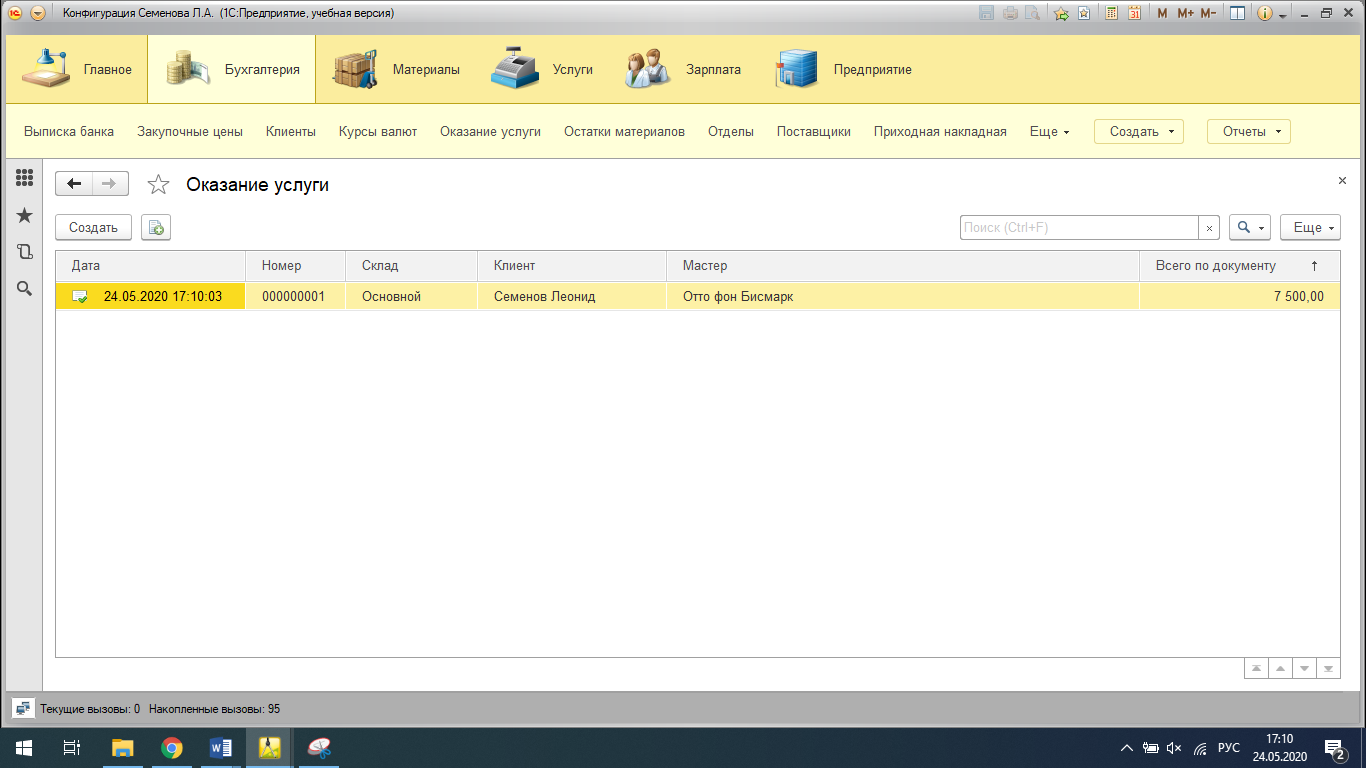 Конфигурация Семенова Л.А. (1С:Предприятие, учебная версия)
M M+ M-
Главное Бухгалтерия Материалы Услуги Зарплата Предприятие
Выписка банка Закупочные цены Клиенты Курсы валют Оказание услуги Остатки материалов Отделы Поставщики Приходная накладная Еще Создать Отчеты
Оказание услуги
Создать Поиск (Ctrl+F) Еще
Дата Номер Склад Клиент Мастер Всего по документу
24.05.2020 17:10:03 000000001 Основной Семенов Леонид Отто фон Бисмарк 7 500,00
Текущие вызовы: 0 Накопленные вызовы: 95
17:10
РУС
24.05.2020
2